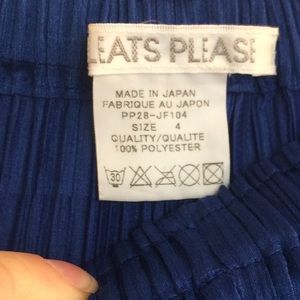 LEATS PLEASE
MADE IN JAPAN
FABRIQUE AU JAPON
PP28-JF104
SIZE 4
QUALITY/QUALITE
100% POLYESTER
30